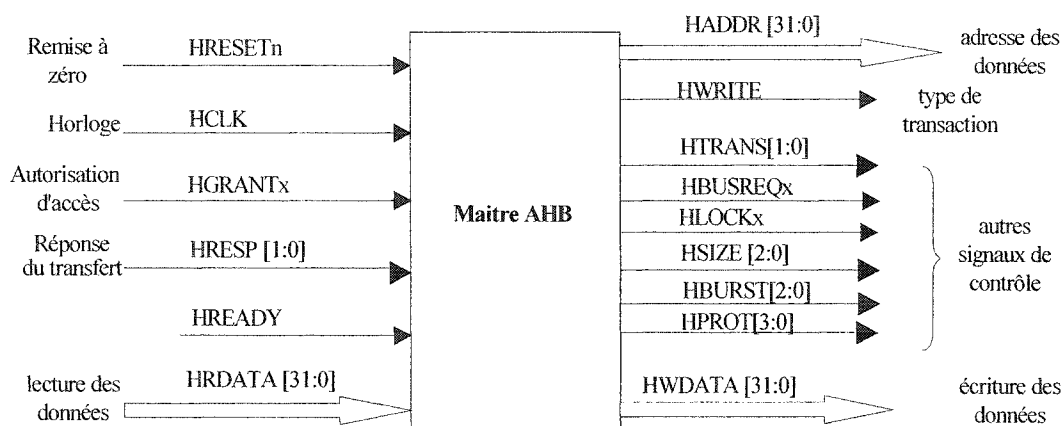 Remise à
zéro
HRESETn
Horloge
HCLK
Autorisation
d'accès
HGRANTx
Réponse
du transfert
HRESP [1:0]
HREADY
lecture des
données
HRDATA [31:0]
Maitre AHB
HADDR [31:0]
adresse des
données
HWRITE
type de
transaction
HTRANS[1:0]
HBUSREQx
HLOCKx
HSIZE [2:0]
HBURST[2:0]
HPROT[3:0]
autres
signaux de
contrôle
HWDATA [31:0]
écriture des
données